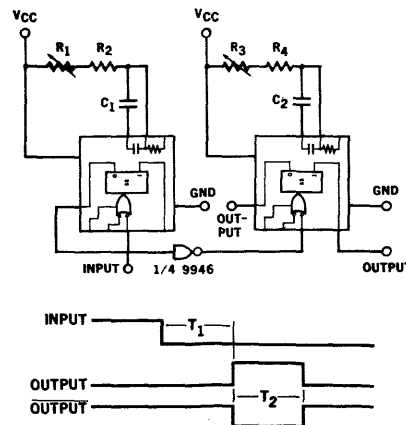 VCC
VCC
R1 R2
R3 R4
C1
C2
GND
OUT-
PUT
GND
INPUT
1/4 9946
OUTPUT
INPUT
T1
OUTPUT
T2
OUTPUT